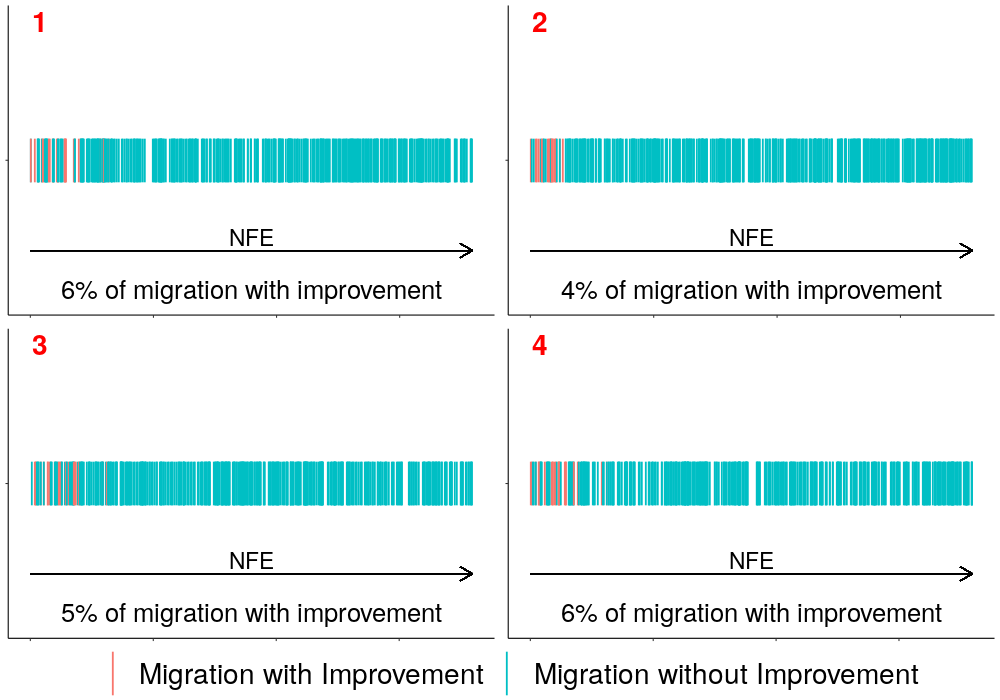 1
NFE
6% of migration with improvement
2
NFE
4% of migration with improvement
3
NFE
5% of migration with improvement
4
NFE
6% of migration with improvement
Migration with Improvement
Migration without Improvement